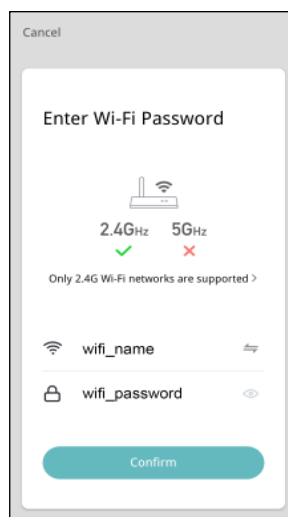 Cancel
Enter Wi-Fi Password
2.4GHz 5GHz
Only 2.4G Wi-Fi networks are supported >
wifi_name
wifi_password
Confirm